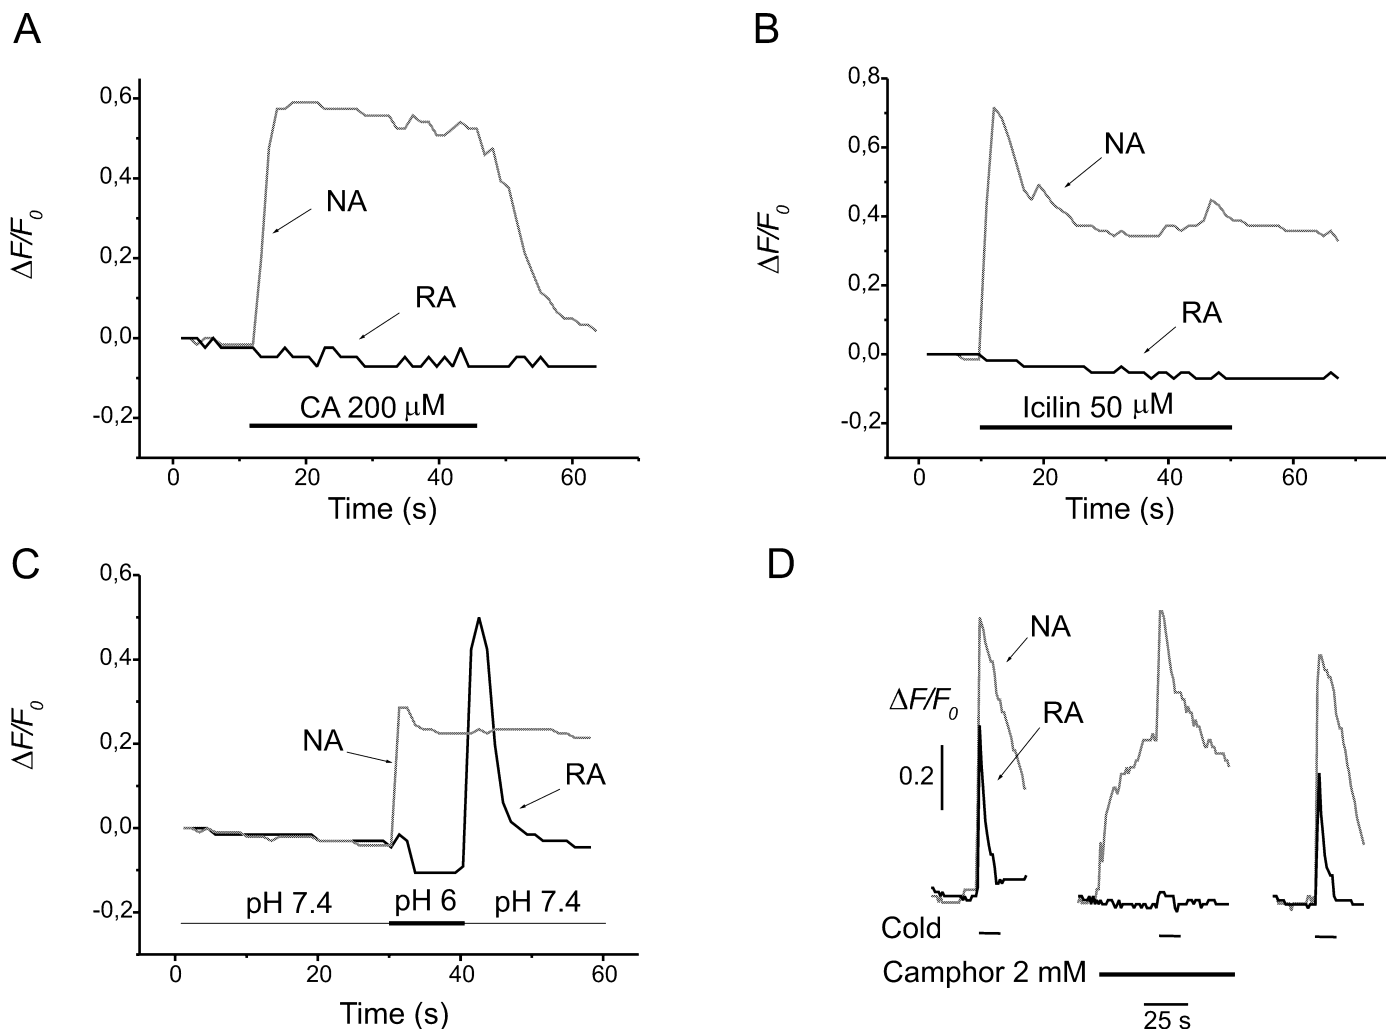 A
0,6
0,4
0,2
0,0
-0,2
ΔF/F0
NA
RA
CA 200 μM
0 20 40 60
Time (s)
B
0,8
0,6
0,4
0,2
0,0
-0,2
ΔF/F0
NA
RA
Icilin 50 μM
0 20 40 60
Time (s)
C
0,6
0,4
0,2
0,0
-0,2
ΔF/F0
NA
RA
pH 7.4 pH 6 pH 7.4
0 20 40 60
Time (s)
D
NA
RA
ΔF/F0
0.2
Cold
Camphor 2 mM
25 s